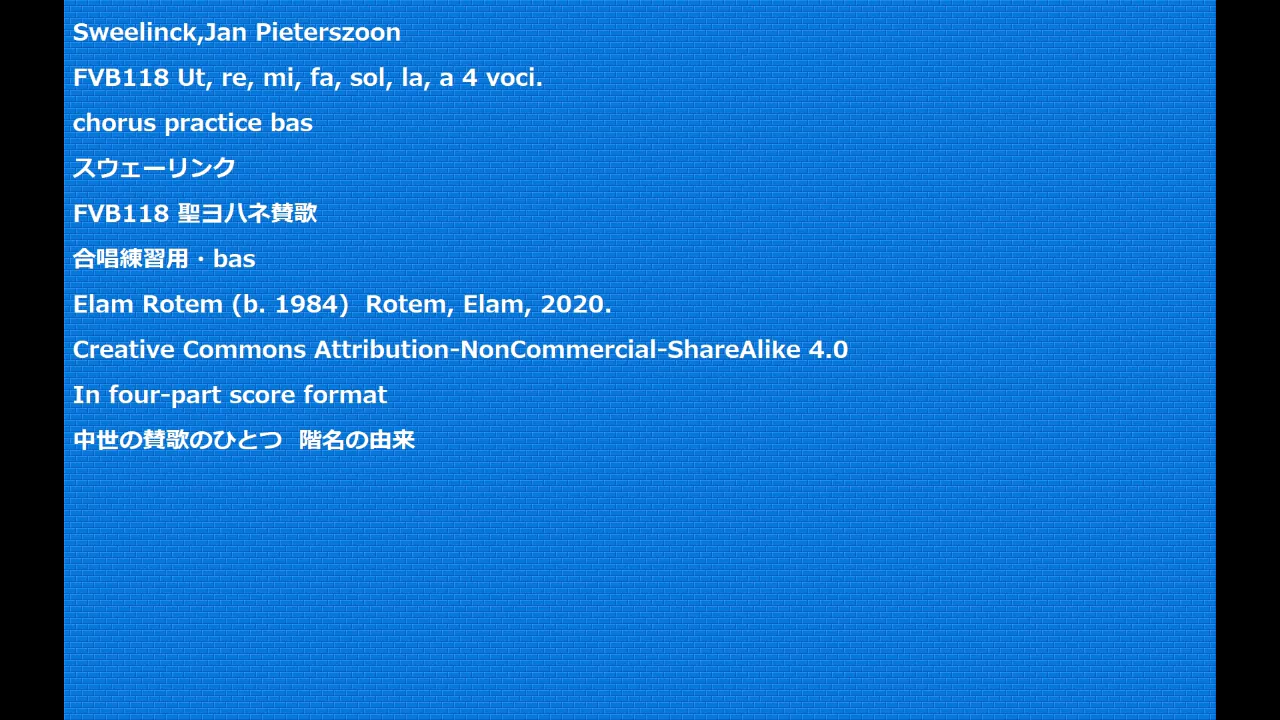 Sweelinck,Jan Pieterszoon
FVB118 Ut, re, mi, fa, sol, la, a 4 voci.
chorus practice bas
スウェーリンク
FVB118 聖ヨハネ賛歌
合唱練習用・bas
Elam Rotem (b. 1984)  Rotem, Elam, 2020.
Creative Commons Attribution-NonCommercial-ShareAlike 4.0
In four-part score format
中世の賛歌のひとつ  階名の由来